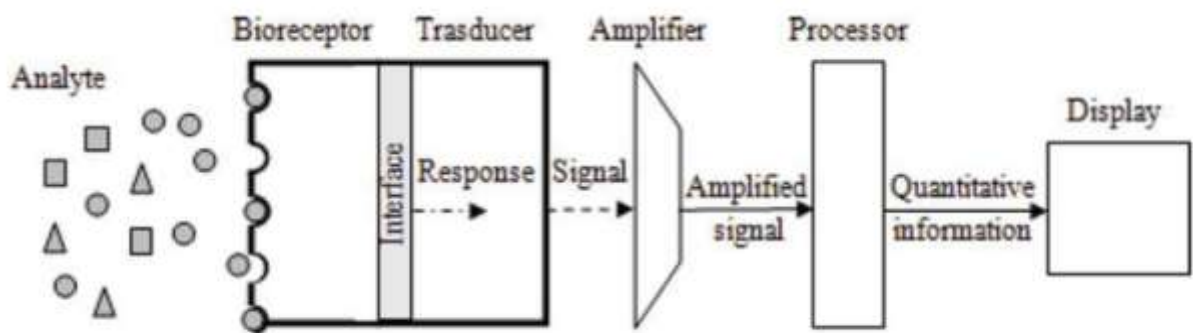 Bioreceptor Trasducer Amplifier Processor
Analyte
Display
Interface
Response
Signal
Amplified
signal
Quantitative
information